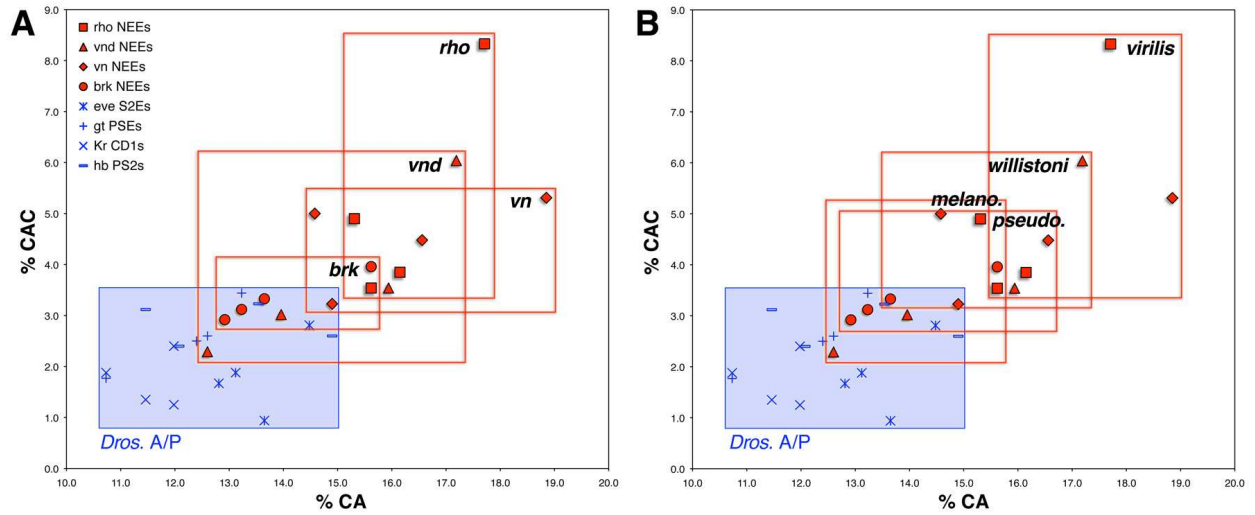 A
% CAC
9.0
8.0
7.0
6.0
5.0
4.0
3.0
2.0
1.0
0.0
rho NEEs
vnd NEEs
vn NEEs
brk NEEs
eve S2Es
gt PSEs
Kr CD1s
hb PS2s
rho
vnd
vn
brk
Dros. A/P
10.0 11.0 12.0 13.0 14.0 15.0 16.0 17.0 18.0 19.0 20.0
% CA
B
% CAC
9.0
8.0
7.0
6.0
5.0
4.0
3.0
2.0
1.0
0.0
virilis
willistoni
melano.
pseudo.
Dros. A/P
10.0 11.0 12.0 13.0 14.0 15.0 16.0 17.0 18.0 19.0 20.0
% CA